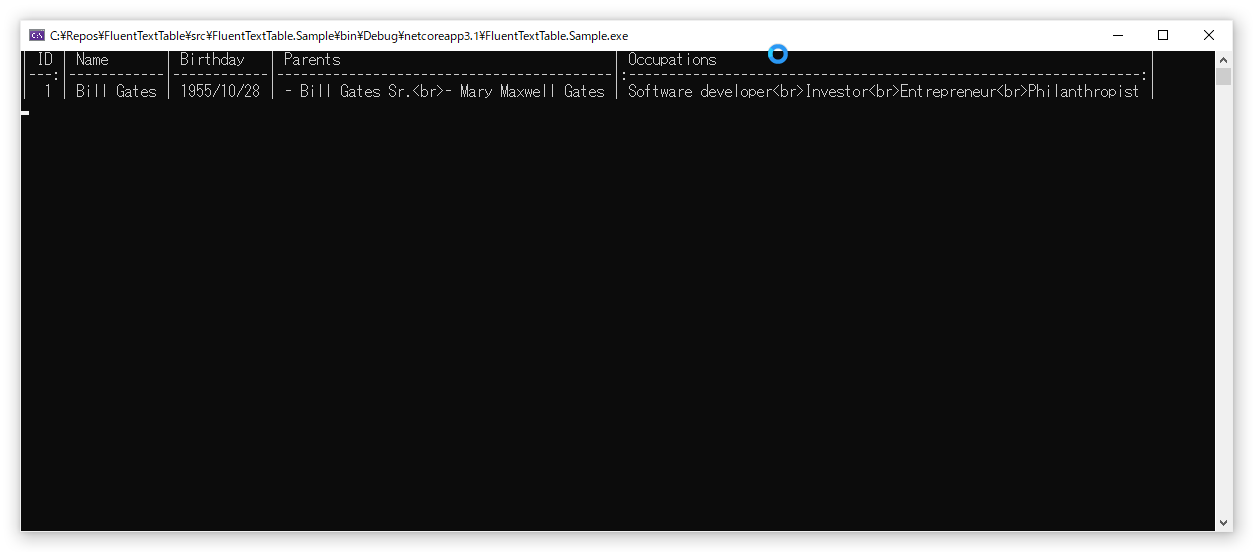 C:¥Repos¥FluentTextTable¥src¥FluentTextTable.Sample¥bin¥Debug¥netcoreapp3.1¥FluentTextTable.Sample.exe
| ID | Name       | Birthday   | Parents                                 | Occupations                                                      |
|---:|------------|------------|-----------------------------------------|:----------------------------------------------------------------:|
|  1 | Bill Gates | 1955/10/28 | - Bill Gates Sr.<br>- Mary Maxwell Gates | Software developer<br>Investor<br>Entrepreneur<br>Philanthropist |